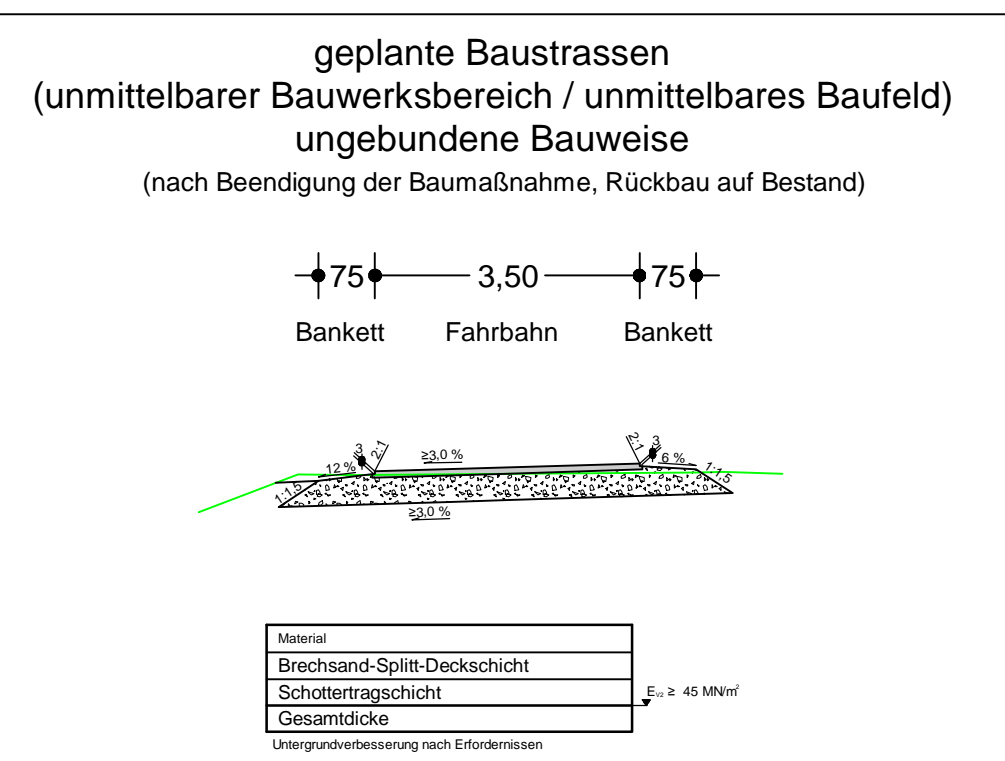 geplante Baustrassen
(unmittelbarer Bauwerksbereich / unmittelbares Baufeld)
ungebundene Bauweise
(nach Beendigung der Baumaßnahme, Rückbau auf Bestand)
75 3,50 75
Bankett Fahrbahn Bankett
3 2:1 2:1 3
12 % ≥3,0 % 6 %
1:1,5 1:1,5
≥3,0 %
Material
Brechsand-Splitt-Deckschicht
Schottertragschicht
Ev2 ≥ 45 MN/m²
Gesamtdicke
Untergrundverbesserung nach Erfordernissen